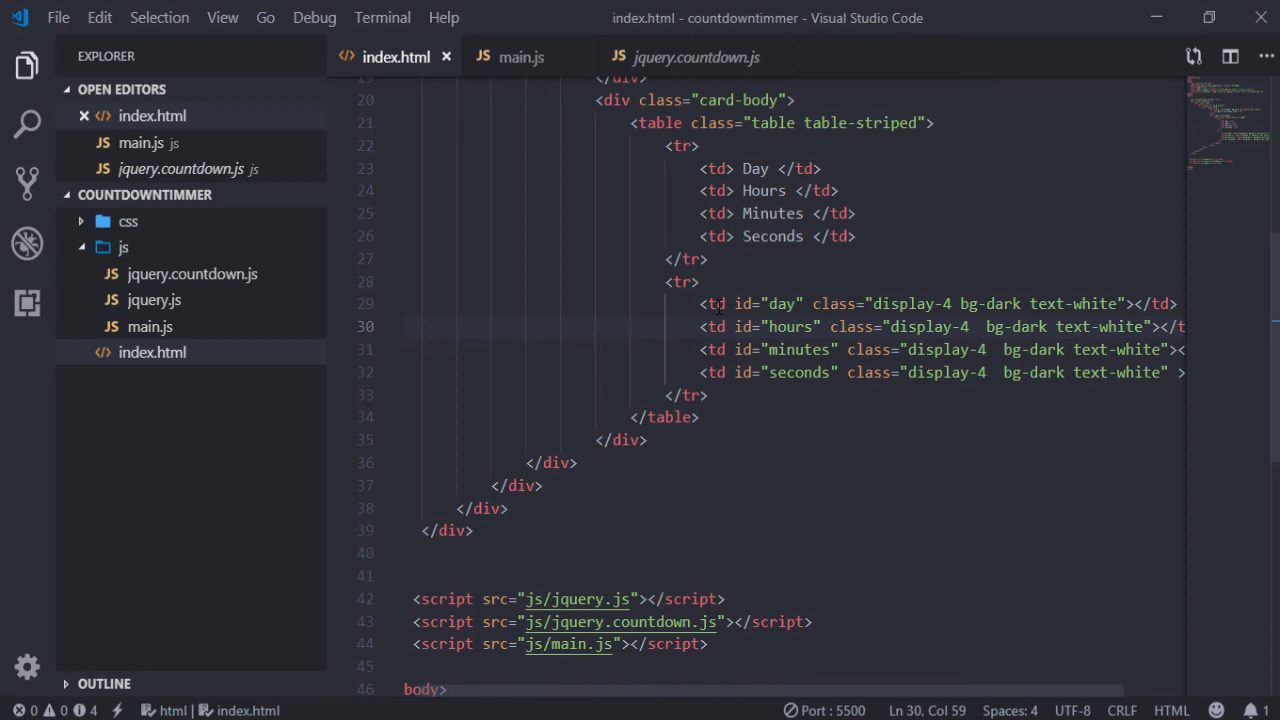 File Edit Selection View Go Debug Terminal Help index.html - countdowntimmer - Visual Studio Code
EXPLORER
OPEN EDITORS
index.html
main.js js
jquery.countdown.js js
COUNTDOWNTIMMER
css
js
JS jquery.countdown.js
JS jquery.js
JS main.js
index.html
OUTLINE
index.html JS main.js JS jquery.countdown.js
19 </div>
20 <div class="card-body">
21 <table class="table table-striped">
22 <tr>
23 <td> Day </td>
24 <td> Hours </td>
25 <td> Minutes </td>
26 <td> Seconds </td>
27 </tr>
28 <tr>
29 <td id="day" class="display-4 bg-dark text-white"></td>
30 <td id="hours" class="display-4  bg-dark text-white"></t
31 <td id="minutes" class="display-4  bg-dark text-white"><
32 <td id="seconds" class="display-4  bg-dark text-white" >
33 </tr>
34 </table>
35 </div>
36 </div>
37 </div>
38 </div>
39 </div>
40
41
42 <script src="js/jquery.js"></script>
43 <script src="js/jquery.countdown.js"></script>
44 <script src="js/main.js"></script>
45
46 body>
0 0 4 html index.html Port : 5500 Ln 30, Col 59 Spaces: 4 UTF-8 CRLF HTML 1